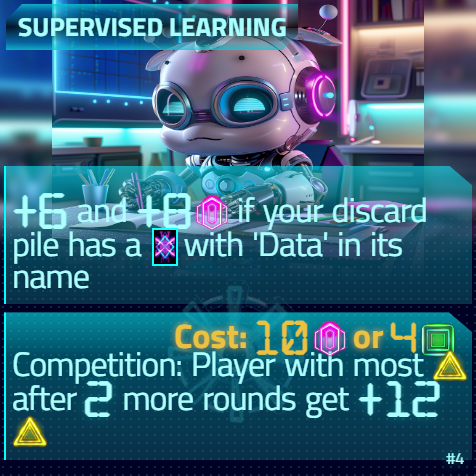 SUPERVISED LEARNING
+6 and +8 if your discard
pile has a with 'Data' in its
name
Cost: 10 or 4
Competition: Player with most
after 2 more rounds get +12
#4